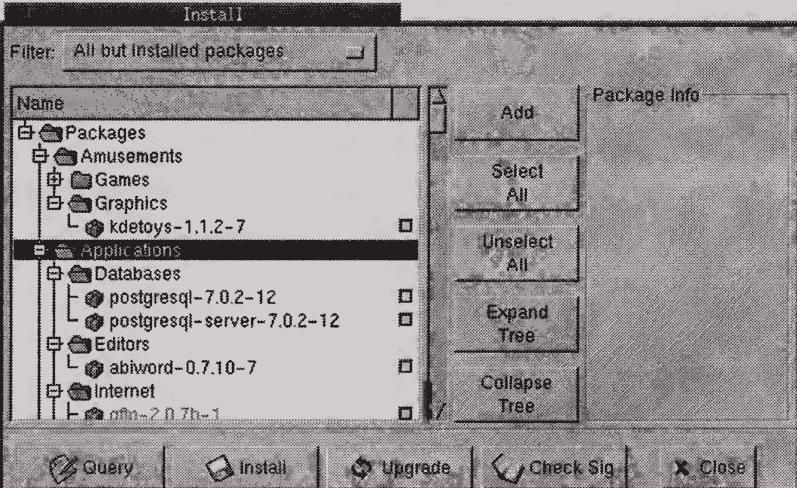 Install
Filter: All but installed packages
Name
Packages
Amusements
Games
Graphics
kdetoys-1.1.2-7
Applications
Databases
postgresql-7.0.2-12
postgresql-server-7.0.2-12
Editors
abiword-0.7.10-7
Internet
Add
Select
All
Unselect
All
Expand
Tree
Collapse
Tree
Package Info
Query
Install
Upgrade
Check Sig
Close